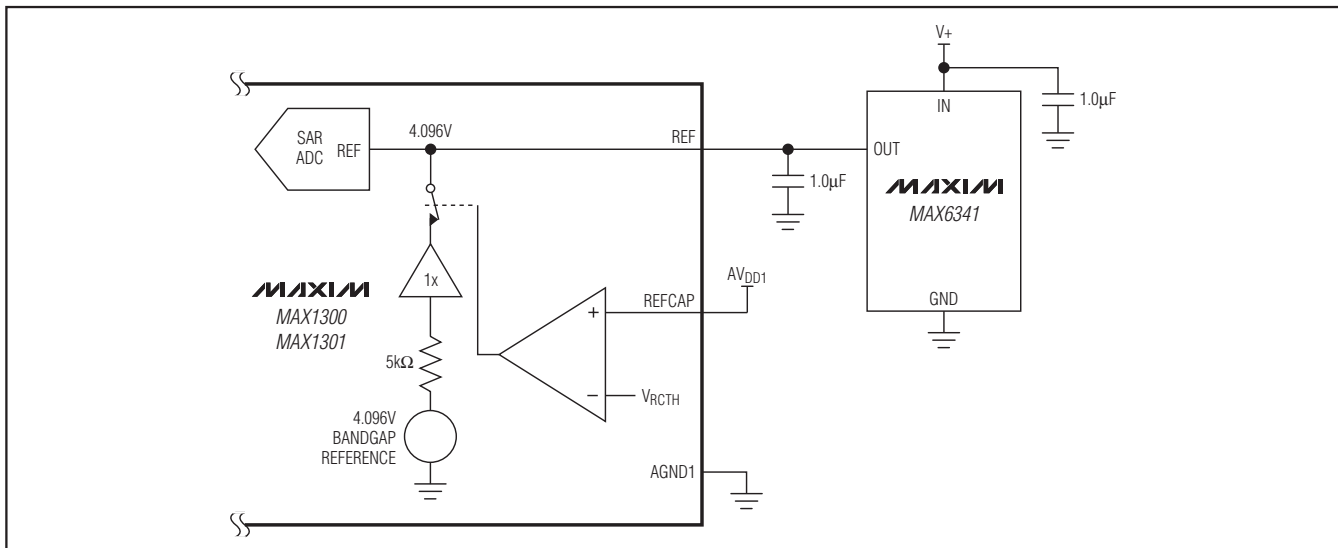 V+
1.0µF
IN
SAR
ADC
REF
4.096V
REF
OUT
1.0µF
MAXIM
MAX6341
1x
AVDD1
GND
REFCAP
MAXIM
MAX1300
MAX1301
+
5kΩ
−
VRCTH
4.096V
BANDGAP
REFERENCE
AGND1